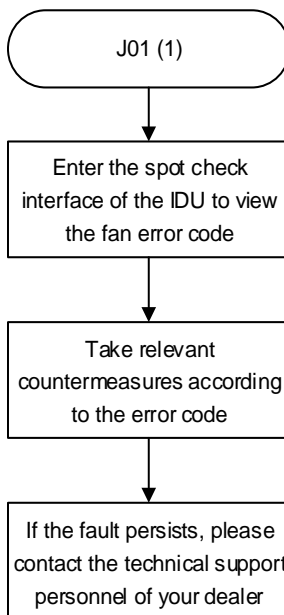 J01 (1)
Enter the spot check
interface of the IDU to view
the fan error code
Take relevant
countermeasures according
to the error code
If the fault persists, please
contact the technical support
personnel of your dealer